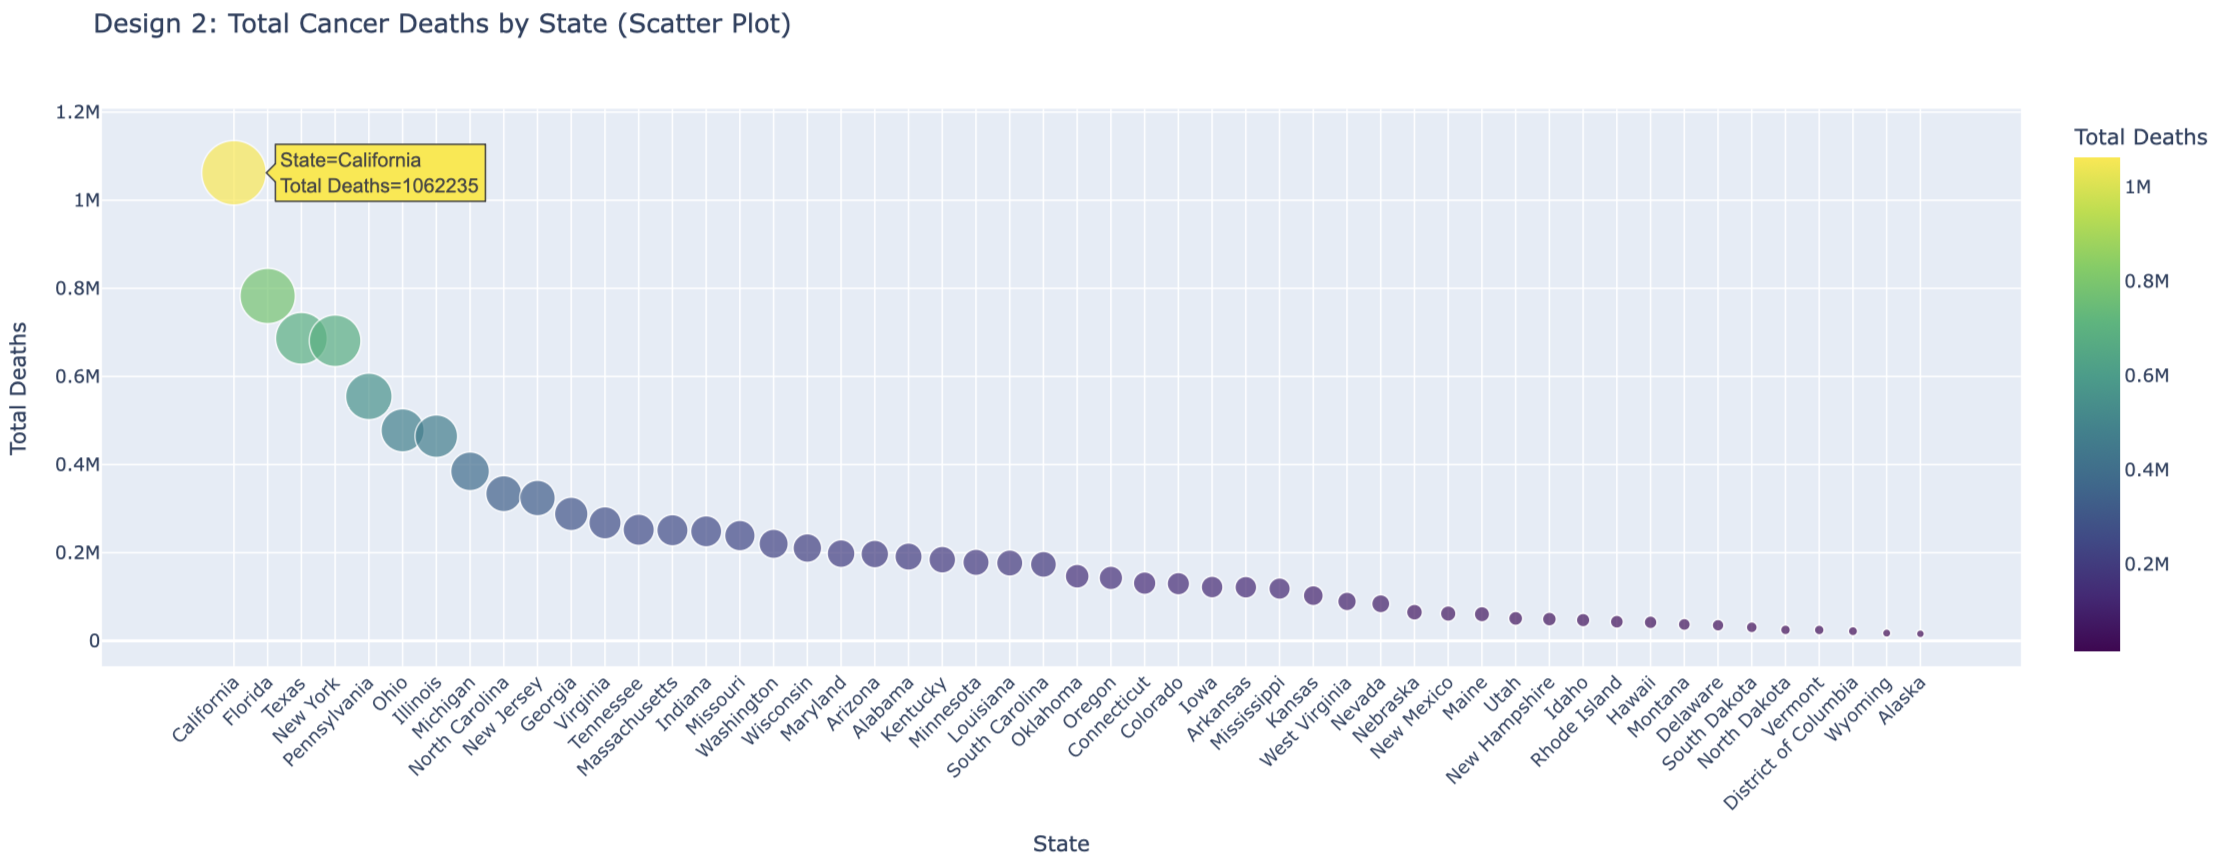 Design 2: Total Cancer Deaths by State (Scatter Plot)
Total Deaths
1.2M
1M
0.8M
0.6M
0.4M
0.2M
0
State=California
Total Deaths=1062235
Total Deaths
1M
0.8M
0.6M
0.4M
0.2M
California
Florida
Texas
New York
Pennsylvania
Ohio
Illinois
Michigan
North Carolina
New Jersey
Georgia
Virginia
Tennessee
Massachusetts
Indiana
Missouri
Washington
Wisconsin
Maryland
Arizona
Alabama
Kentucky
Minnesota
Louisiana
South Carolina
Oklahoma
Oregon
Connecticut
Colorado
Iowa
Arkansas
Mississippi
Kansas
West Virginia
Nevada
Nebraska
New Mexico
Maine
Utah
New Hampshire
Idaho
Rhode Island
Hawaii
Montana
Delaware
South Dakota
North Dakota
Vermont
District of Columbia
Wyoming
Alaska
State